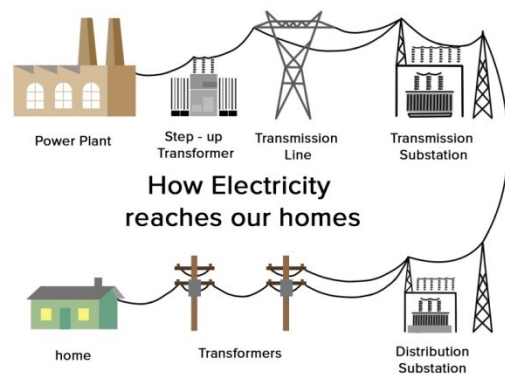 Power Plant
Step - up
Transformer
Transmission
Line
Transmission
Substation
How Electricity
reaches our homes
home
Transformers
Distribution
Substation